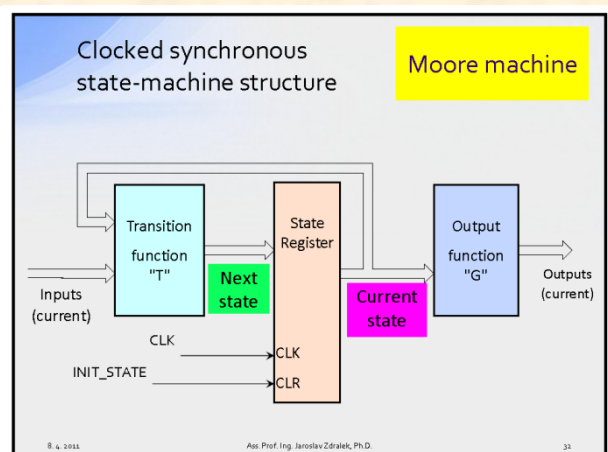 Clocked synchronous
state-machine structure
Moore machine
Transition
function
"T"
State
Register
Output
function
"G"
Inputs
(current)
Next
state
Current
state
Outputs
(current)
CLK
CLK
INIT_STATE
CLR
8. 4. 2011
Ass. Prof. Ing. Jaroslav Zdralek, Ph.D.
32